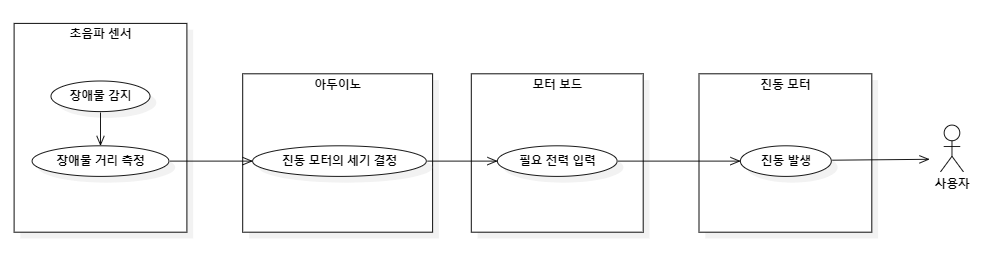 초음파 센서
장애물 감지
장애물 거리 측정
아두이노
진동 모터의 세기 결정
모터 보드
필요 전력 입력
진동 모터
진동 발생
사용자